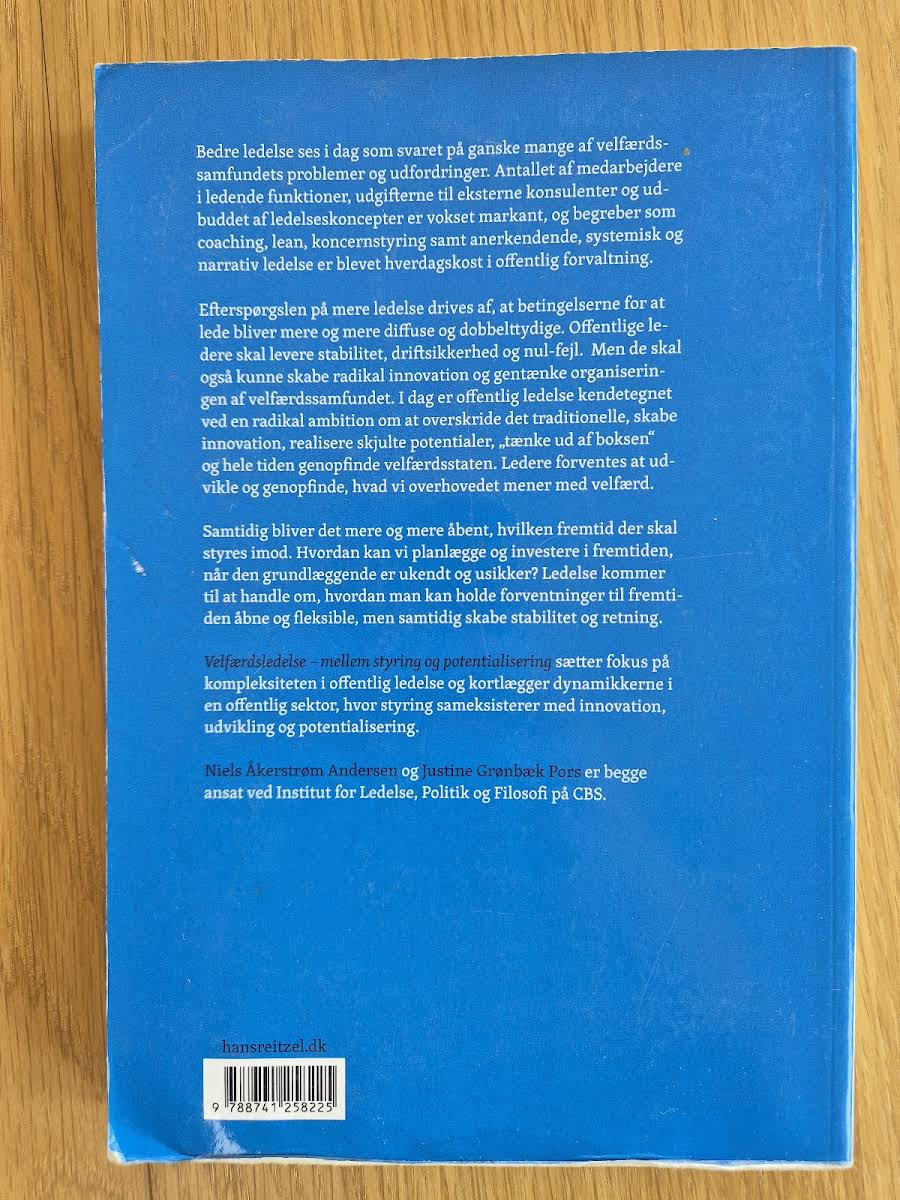 Bedre ledelse ses i dag som svaret på ganske mange af velfærds-
samfundets problemer og udfordringer. Antallet af medarbejdere
i ledende funktioner, udgifterne til eksterne konsulenter og ud-
buddet af ledelseskoncepter er vokset markant, og begreber som
coaching, lean, koncernstyring samt anerkendende, systemisk og
narrativ ledelse er blevet hverdagskost i offentlig forvaltning.
Efterspørgslen på mere ledelse drives af, at betingelserne for at
lede bliver mere og mere diffuse og dobbelttydige. Offentlige le-
dere skal levere stabilitet, driftsikkerhed og nul-fejl. Men de skal
også kunne skabe radikal innovation og gentænke organiserin-
gen af velfærdssamfundet. I dag er offentlig ledelse kendetegnet
ved en radikal ambition om at overskride det traditionelle, skabe
innovation, realisere skjulte potentialer, „tænke ud af boksen“
og hele tiden genopfinde velfærdsstaten. Ledere forventes at ud-
vikle og genopfinde, hvad vi overhovedet mener med velfærd.
Samtidig bliver det mere og mere åbent, hvilken fremtid der skal
styres imod. Hvordan kan vi planlægge og investere i fremtiden,
når den grundlæggende er ukendt og usikker? Ledelse kommer
til at handle om, hvordan man kan holde forventninger til fremti-
den åbne og fleksible, men samtidig skabe stabilitet og retning.
Velfærdsledelse – mellem styring og potentialisering sætter fokus på
kompleksiteten i offentlig ledelse og kortlægger dynamikkerne i
en offentlig sektor, hvor styring sameksisterer med innovation,
udvikling og potentialisering.
Niels Åkerstrøm Andersen og Justine Grønbæk Pors er begge
ansat ved Institut for Ledelse, Politik og Filosofi på CBS.
hansreitzel.dk
9 788741 258225